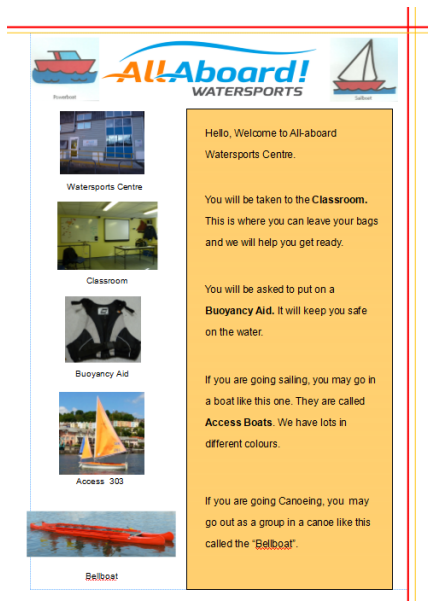 AllAboard!
WATERSPORTS
Powerboat
Sailboat
Watersports Centre
Classroom
Buoyancy Aid
Access 303
Bellboat
Hello, Welcome to All-aboard
Watersports Centre.
You will be taken to the Classroom.
This is where you can leave your bags
and we will help you get ready.
You will be asked to put on a
Buoyancy Aid. It will keep you safe
on the water.
If you are going sailing, you may go in
a boat like this one. They are called
Access Boats. We have lots in
different colours.
If you are going Canoeing, you may
go out as a group in a canoe like this
called the “Bellboat”.